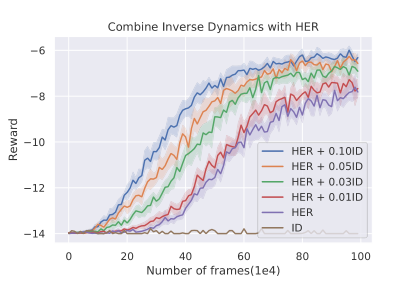 Combine Inverse Dynamics with HER
Reward
−6
−8
−10
−12
−14
HER + 0.10ID
HER + 0.05ID
HER + 0.03ID
HER + 0.01ID
HER
ID
0 20 40 60 80 100
Number of frames(1e4)